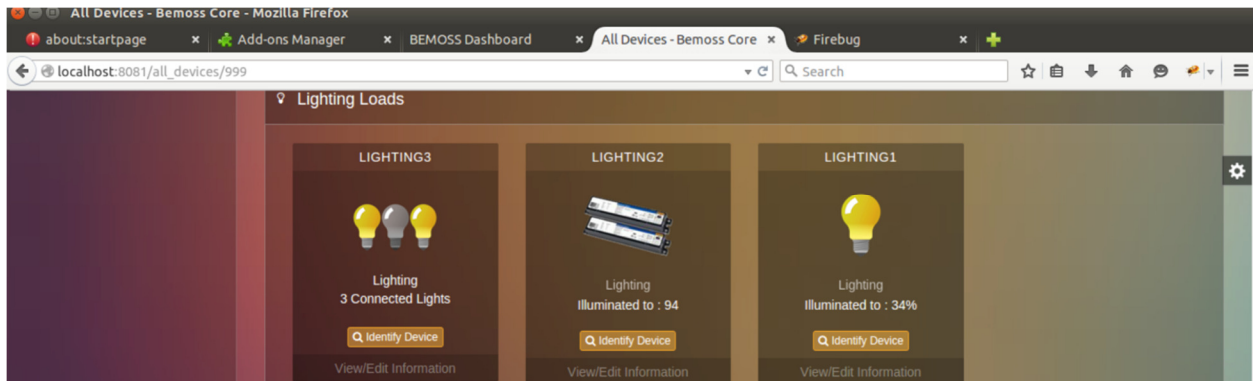 All Devices - Bemoss Core - Mozilla Firefox
about:startpage Add-ons Manager BEMOSS Dashboard All Devices - Bemoss Core Firebug
localhost:8081/all_devices/999 Search
Lighting Loads
LIGHTING3 LIGHTING2 LIGHTING1
Lighting Lighting Lighting
3 Connected Lights Illuminated to : 94 Illuminated to : 34%
Identify Device Identify Device Identify Device
View/Edit Information View/Edit Information View/Edit Information